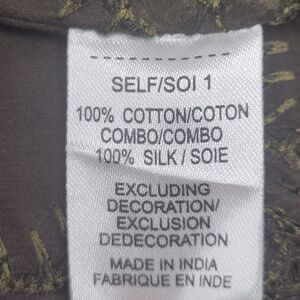 SELF/SOI 1
100% COTTON/COTON
COMBO/COMBO
100% SILK / SOIE
EXCLUDING
DECORATION/
EXCLUSION
DEDECORATION
MADE IN INDIA
FABRIQUE EN INDE